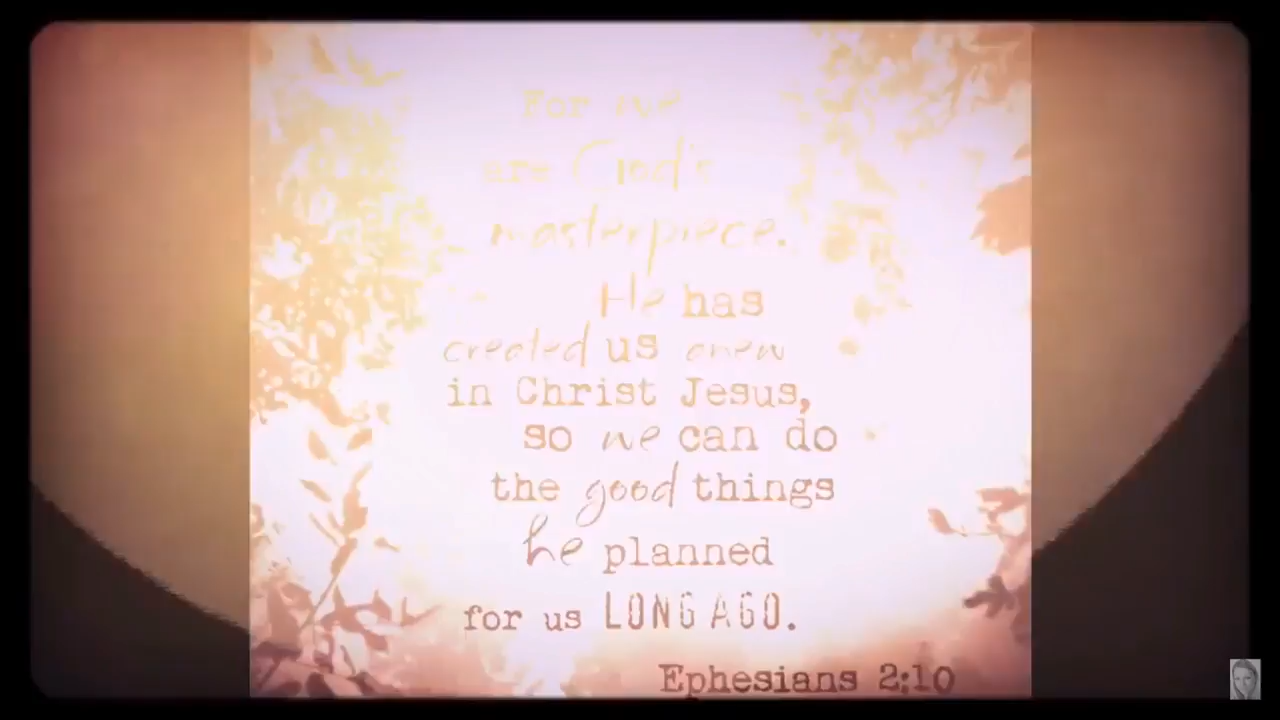 For we
are God's
masterpiece.
He has
created us anew
in Christ Jesus,
so we can do
the good things
he planned
for us LONG AGO.
Ephesians 2:10